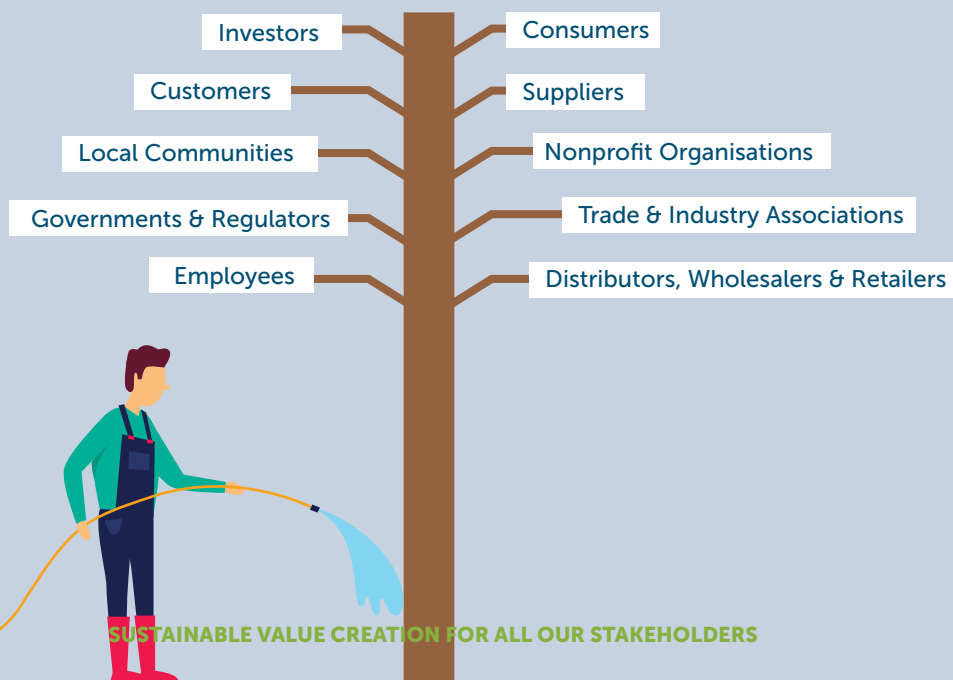 Investors
Consumers
Customers
Suppliers
Local Communities
Nonprofit Organisations
Governments & Regulators
Trade & Industry Associations
Employees
Distributors, Wholesalers & Retailers
SUSTAINABLE VALUE CREATION FOR ALL OUR STAKEHOLDERS